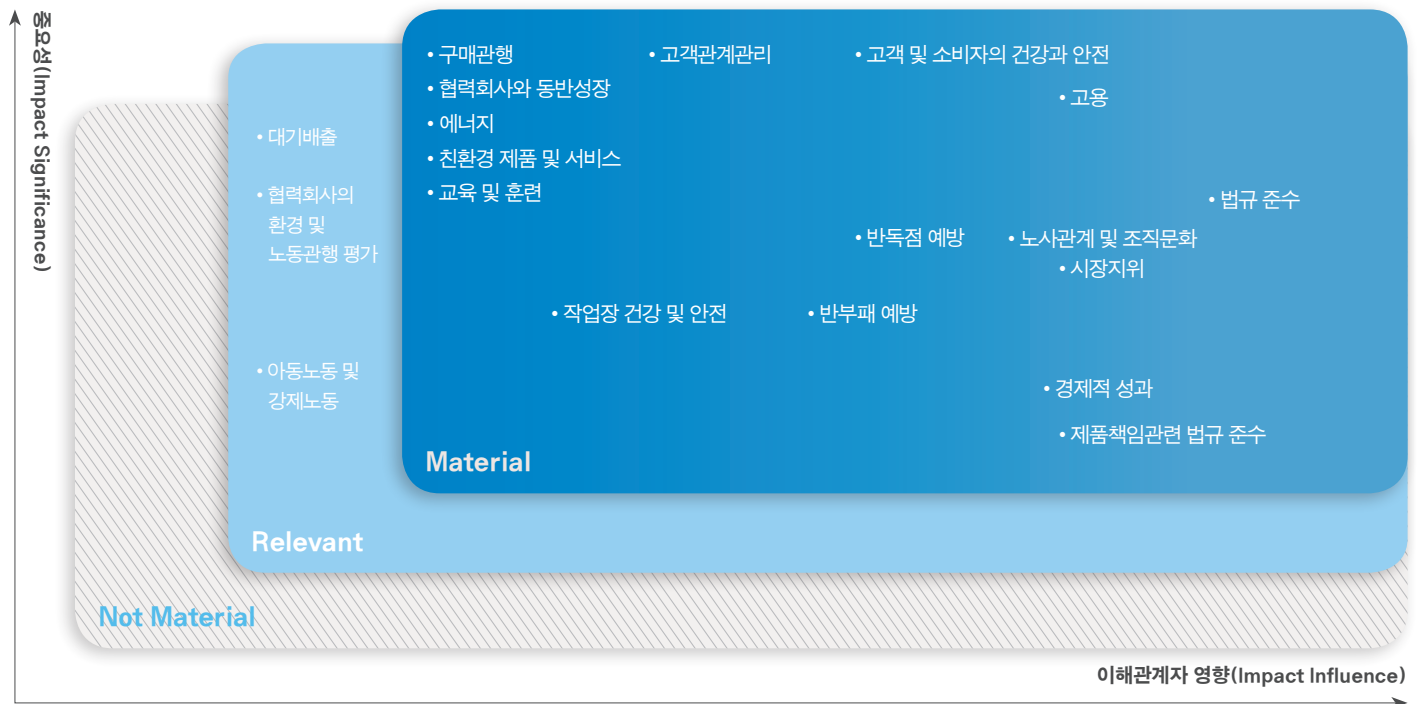 중요성(Impact Significance)
• 구매관행
• 고객관계관리
• 고객 및 소비자의 건강과 안전
• 협력회사와 동반성장
• 고용
• 에너지
• 친환경 제품 및 서비스
• 교육 및 훈련
• 법규 준수
• 반독점 예방
• 노사관계 및 조직문화
• 시장지위
• 작업장 건강 및 안전
• 반부패 예방
• 경제적 성과
• 제품책임관련 법규 준수
Material
• 대기배출
• 협력회사의
환경 및
노동관행 평가
• 아동노동 및
강제노동
Relevant
Not Material
이해관계자 영향(Impact Influence)